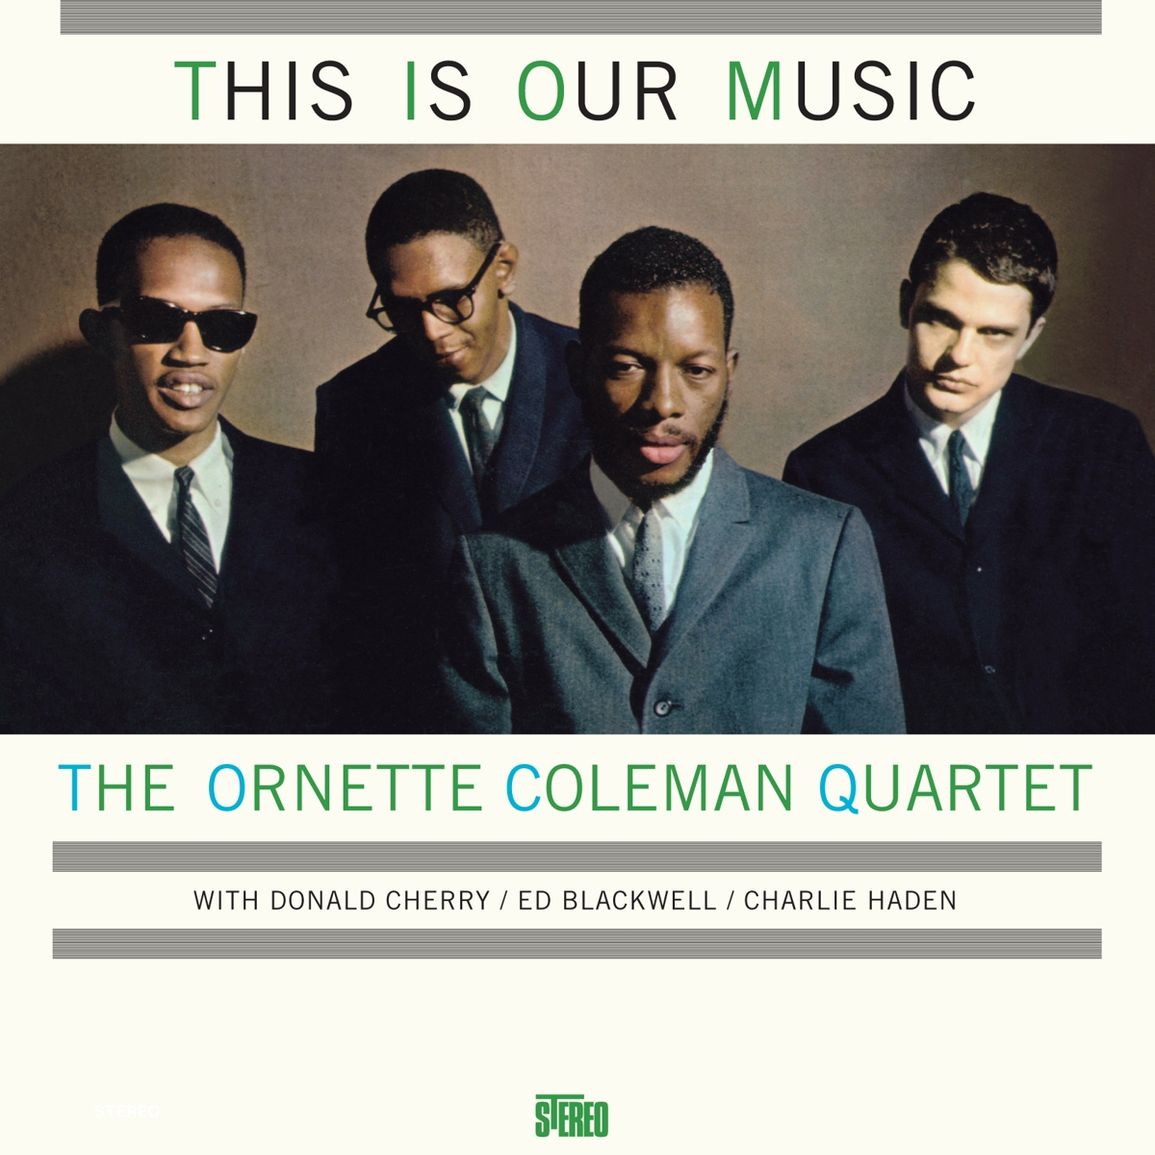 THIS IS OUR MUSIC
THE ORNETTE COLEMAN QUARTET
WITH DONALD CHERRY / ED BLACKWELL / CHARLIE HADEN
STEREO
STEREO